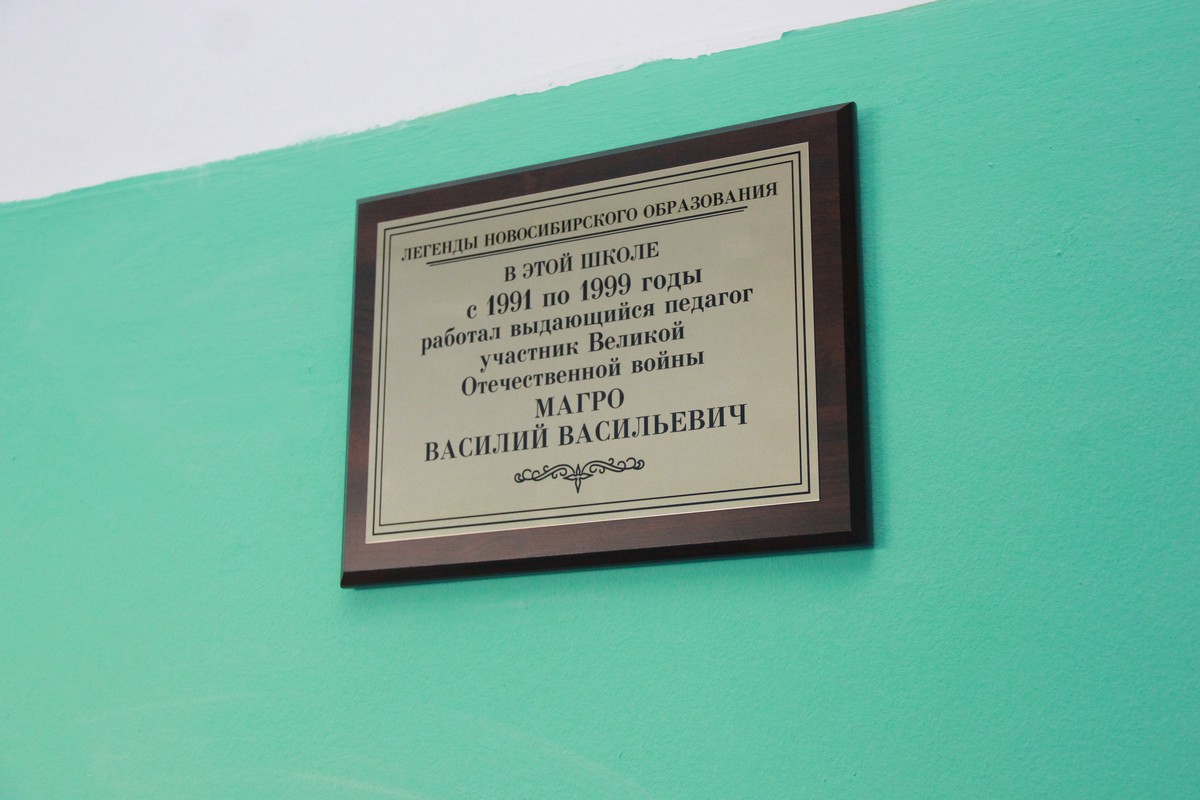 ЛЕГЕНДЫ НОВОСИБИРСКОГО ОБРАЗОВАНИЯ
В ЭТОЙ ШКОЛЕ
с 1991 по 1999 годы
работал выдающийся педагог
участник Великой
Отечественной войны
МАГРО
ВАСИЛИЙ ВАСИЛЬЕВИЧ